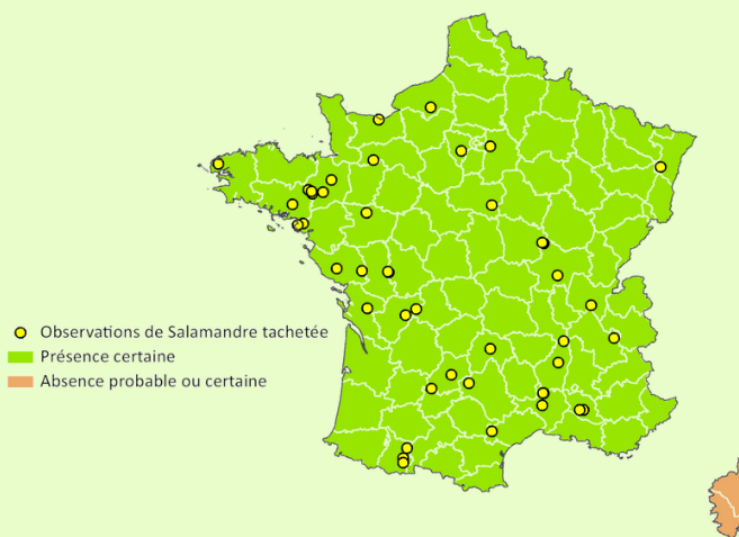 Observations de Salamandre tachetée
Présence certaine
Absence probable ou certaine